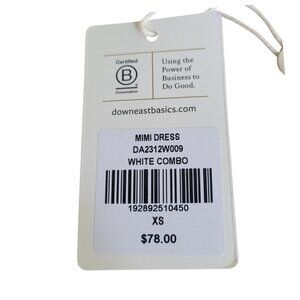 Certified
B
Corporation
Using the
Power of
Business to
Do Good.
downeastbasics.com
MIMI DRESS
DA2312W009
WHITE COMBO
192892510450
XS
$78.00